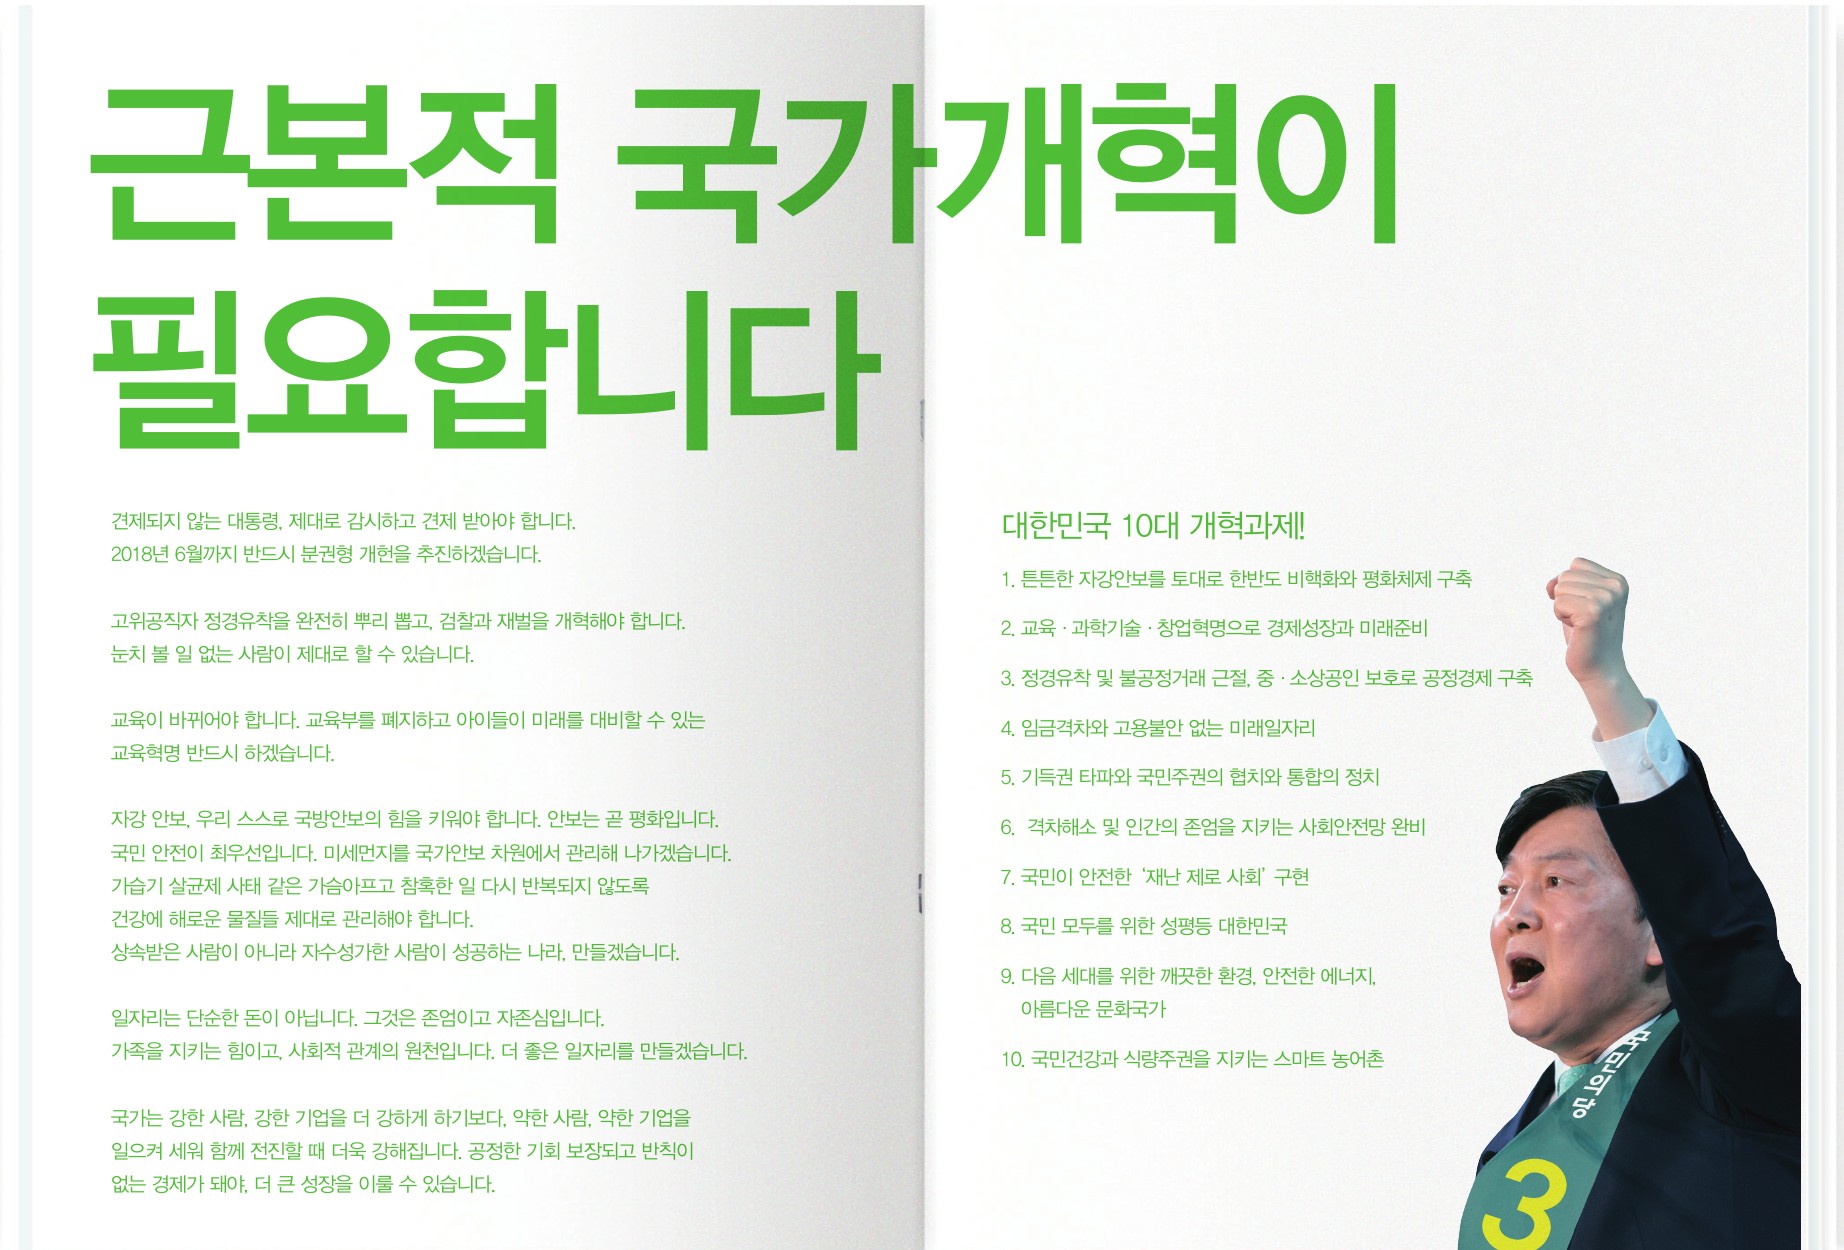 근본적 국가개혁이
필요합니다
견제되지 않는 대통령, 제대로 감시하고 견제 받아야 합니다.
2018년 6월까지 반드시 분권형 개헌을 추진하겠습니다.
고위공직자 정경유착을 완전히 뿌리 뽑고, 검찰과 재벌을 개혁해야 합니다.
눈치 볼 일 없는 사람이 제대로 할 수 있습니다.
교육이 바뀌어야 합니다. 교육부를 폐지하고 아이들이 미래를 대비할 수 있는
교육혁명 반드시 하겠습니다.
자강 안보, 우리 스스로 국방안보의 힘을 키워야 합니다. 안보는 곧 평화입니다.
국민 안전이 최우선입니다. 미세먼지를 국가안보 차원에서 관리해 나가겠습니다.
가습기 살균제 사태 같은 가슴아프고 참혹한 일 다시 반복되지 않도록
건강에 해로운 물질들 제대로 관리해야 합니다.
상속받은 사람이 아니라 자수성가한 사람이 성공하는 나라, 만들겠습니다.
일자리는 단순한 돈이 아닙니다. 그것은 존엄이고 자존심입니다.
가족을 지키는 힘이고, 사회적 관계의 원천입니다. 더 좋은 일자리를 만들겠습니다.
국가는 강한 사람, 강한 기업을 더 강하게 하기보다, 약한 사람, 약한 기업을
일으켜 세워 함께 전진할 때 더욱 강해집니다. 공정한 기회 보장되고 반칙이
없는 경제가 돼야, 더 큰 성장을 이룰 수 있습니다.
대한민국 10대 개혁과제!
1. 튼튼한 자강안보를 토대로 한반도 비핵화와 평화체제 구축
2. 교육 · 과학기술 · 창업혁명으로 경제성장과 미래준비
3. 정경유착 및 불공정거래 근절, 중 · 소상공인 보호로 공정경제 구축
4. 임금격차와 고용불안 없는 미래일자리
5. 기득권 타파와 국민주권의 협치와 통합의 정치
6. 격차해소 및 인간의 존엄을 지키는 사회안전망 완비
7. 국민이 안전한 ‘재난 제로 사회’ 구현
8. 국민 모두를 위한 성평등 대한민국
9. 다음 세대를 위한 깨끗한 환경, 안전한 에너지,
아름다운 문화국가
10. 국민건강과 식량주권을 지키는 스마트 농어촌
국민의당
3